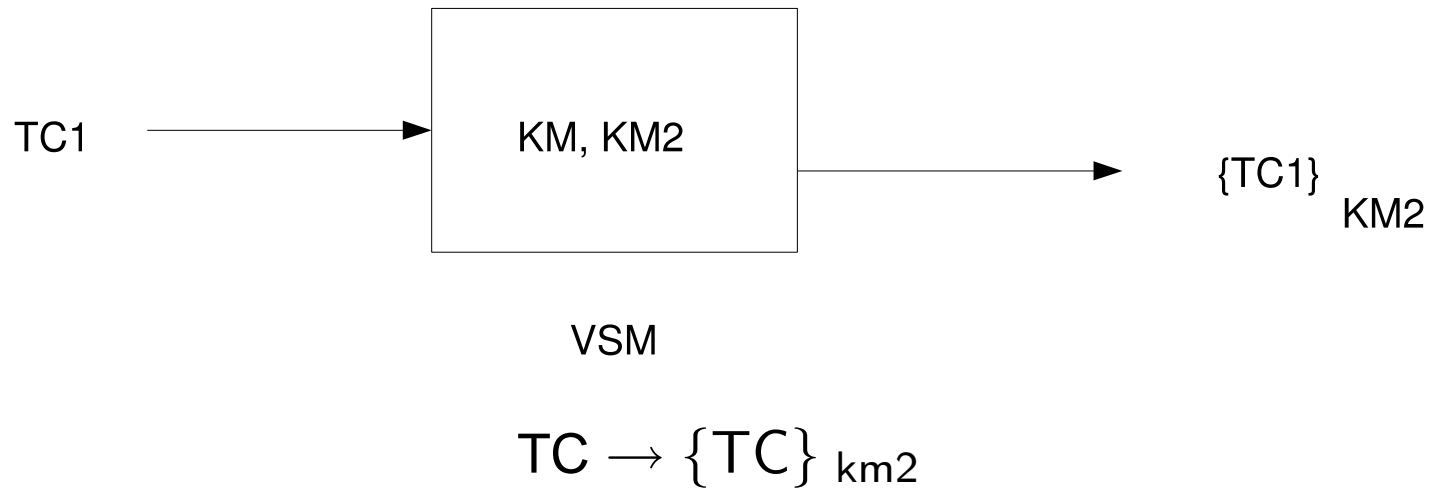 TC1
KM, KM2
{TC1}
KM2
VSM
TC → {TC} km2